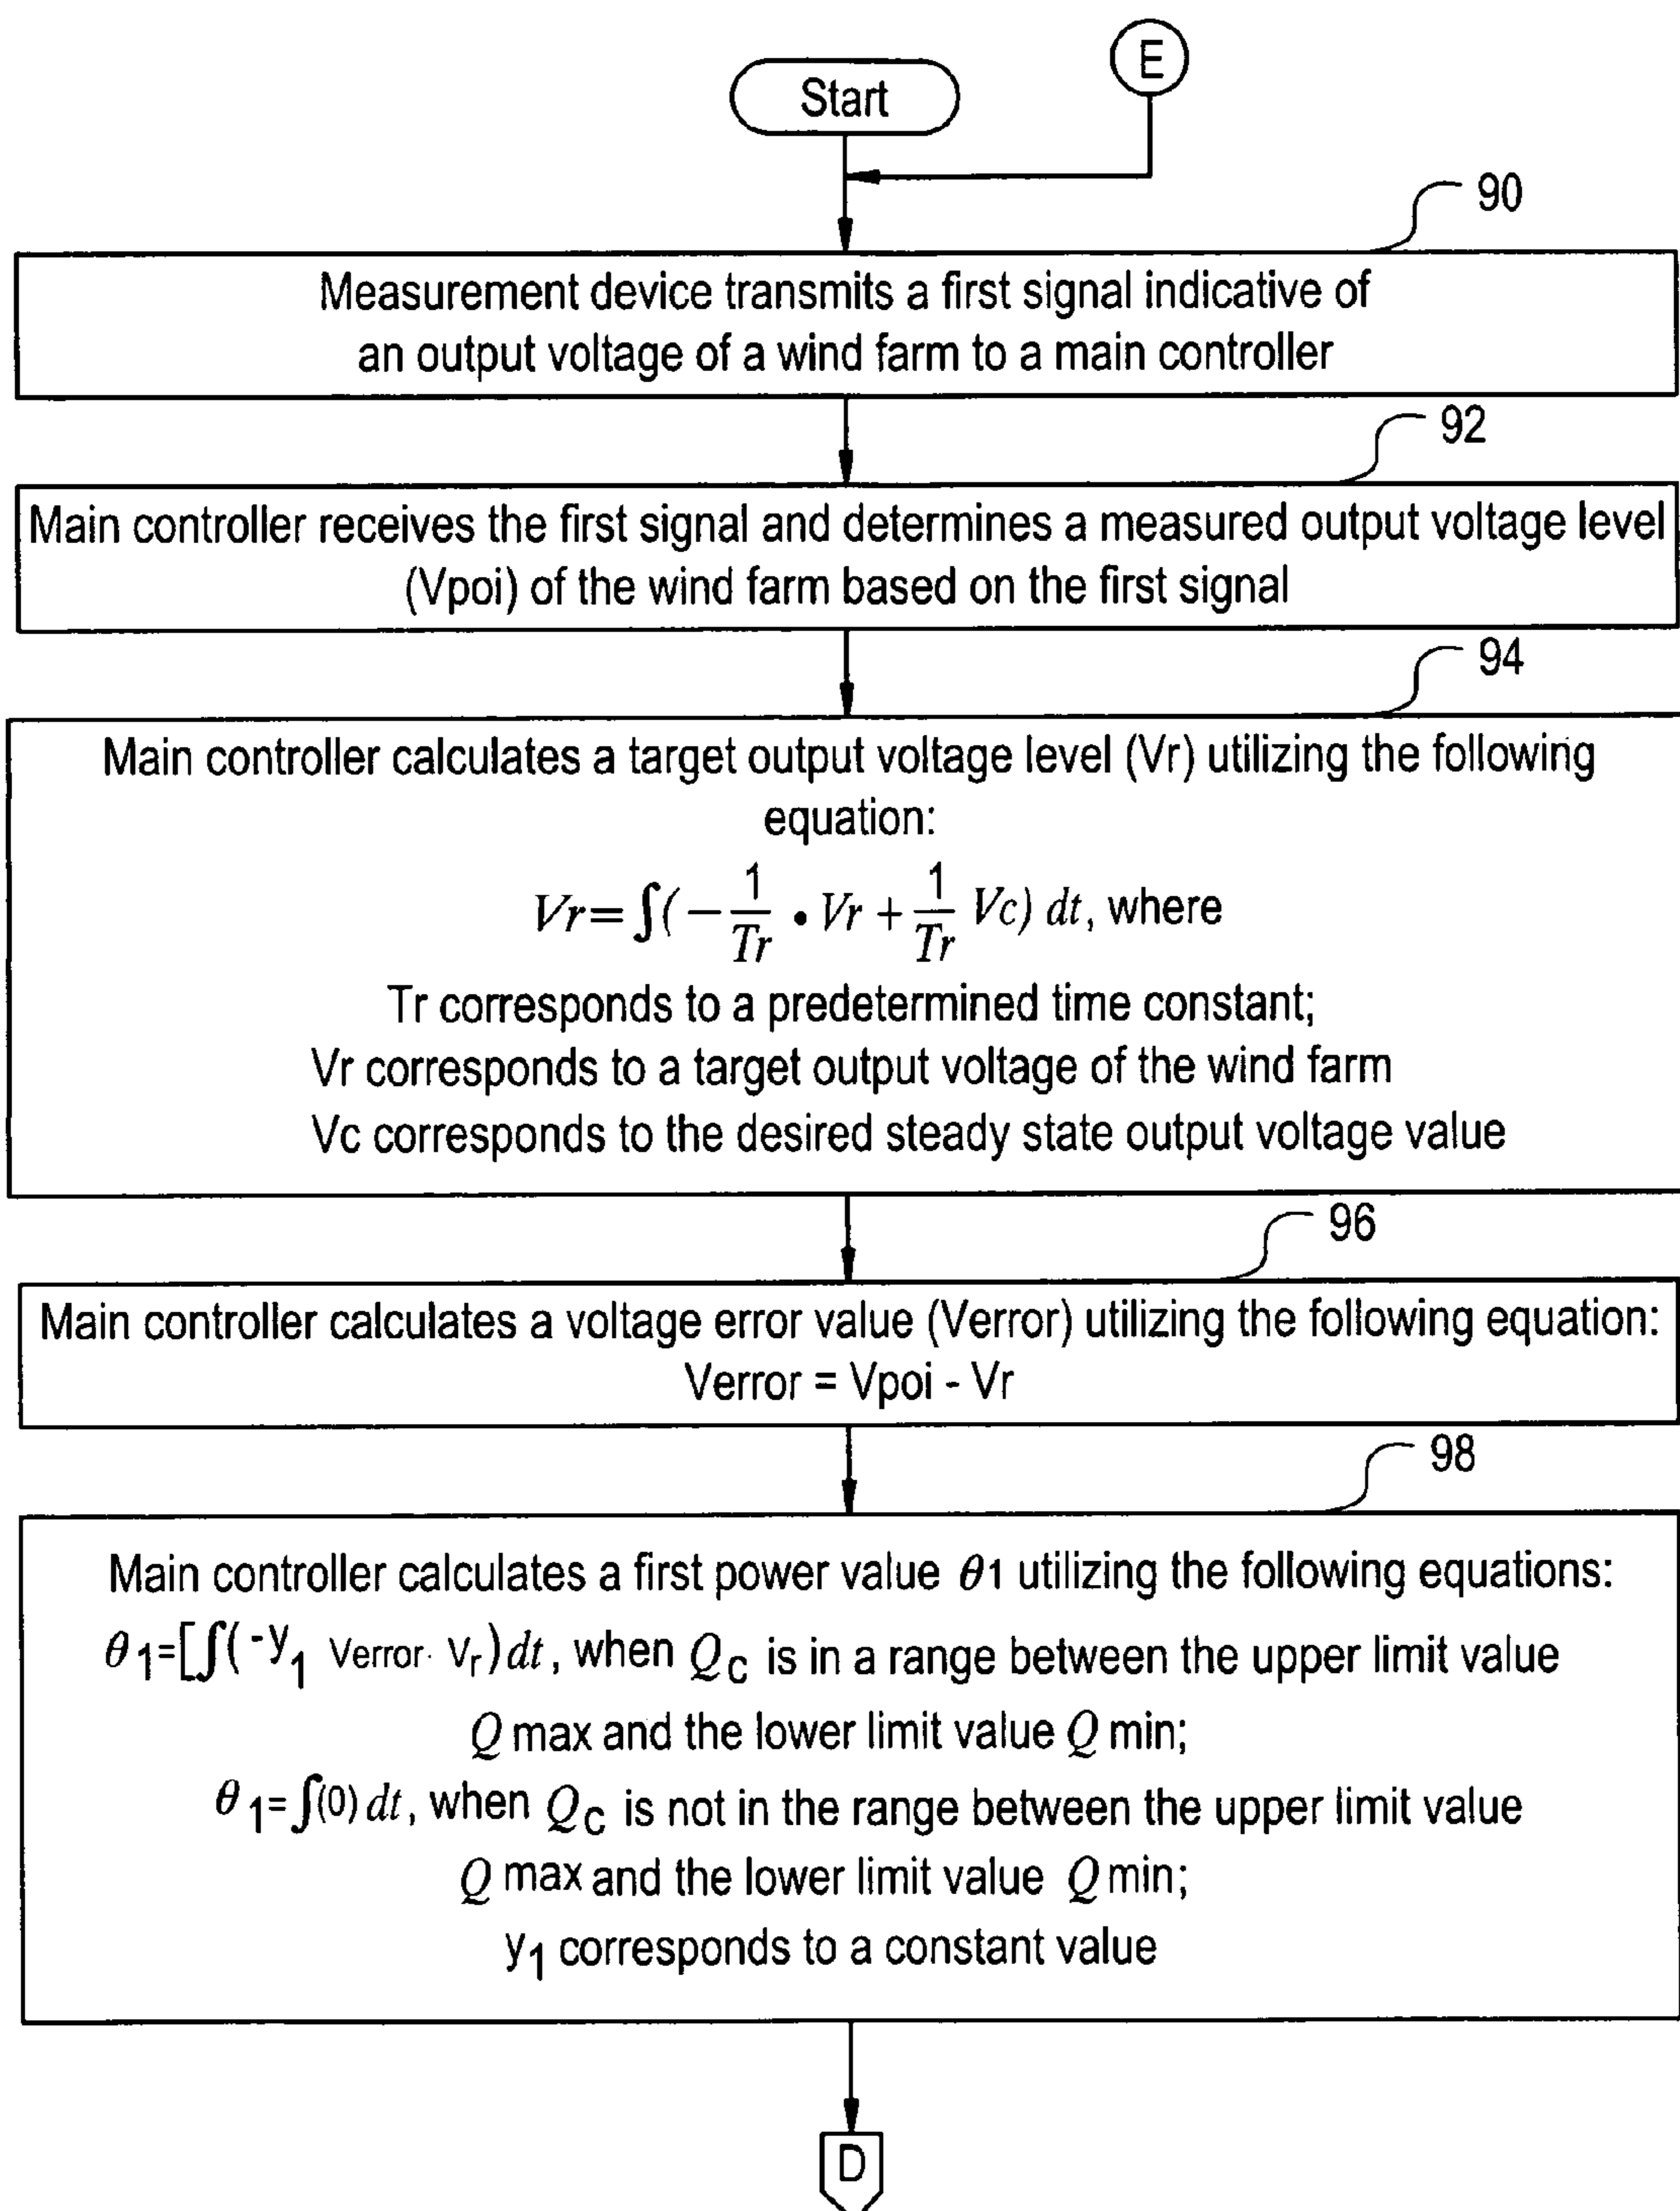 Start
E
90
Measurement device transmits a first signal indicative of
an output voltage of a wind farm to a main controller
92
Main controller receives the first signal and determines a measured output voltage level
(Vpoi) of the wind farm based on the first signal
94
Main controller calculates a target output voltage level (Vr) utilizing the following
equation:
Vr=∫(−1/Tr • Vr + 1/Tr Vc) dt, where
Tr corresponds to a predetermined time constant;
Vr corresponds to a target output voltage of the wind farm
Vc corresponds to the desired steady state output voltage value
96
Main controller calculates a voltage error value (Verror) utilizing the following equation:
Verror = Vpoi - Vr
98
Main controller calculates a first power value θ1 utilizing the following equations:
θ1=[∫(-y1 Verror· Vr)dt, when Qc is in a range between the upper limit value
Q max and the lower limit value Q min;
θ1=∫(0) dt, when Qc is not in the range between the upper limit value
Q max and the lower limit value Q min;
y1 corresponds to a constant value
D